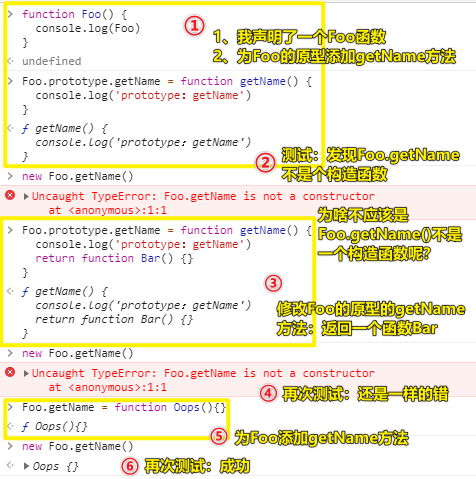 function Foo() {
console.log(Foo)
}
undefined
① 1、我声明了一个Foo函数
2、为Foo的原型添加getName方法
Foo.prototype.getName = function getName() {
console.log('prototype: getName')
}
ƒ getName() {
console.log('prototype: getName')
}
② 测试：发现Foo.getName
不是个构造函数
new Foo.getName()
Uncaught TypeError: Foo.getName is not a constructor
at <anonymous>:1:1
为啥不应该是
Foo.getName()不是
一个构造函数呢?
Foo.prototype.getName = function getName() {
console.log('prototype: getName')
return function Bar() {}
}
③
修改Foo的原型的getName
方法：返回一个函数Bar
ƒ getName() {
console.log('prototype: getName')
return function Bar() {}
}
new Foo.getName()
Uncaught TypeError: Foo.getName is not a constructor
at <anonymous>:1:1
④ 再次测试：还是一样的错
Foo.getName = function Oops(){}
ƒ Oops(){}
⑤ 为Foo添加getName方法
new Foo.getName()
Oops {}
⑥ 再次测试：成功